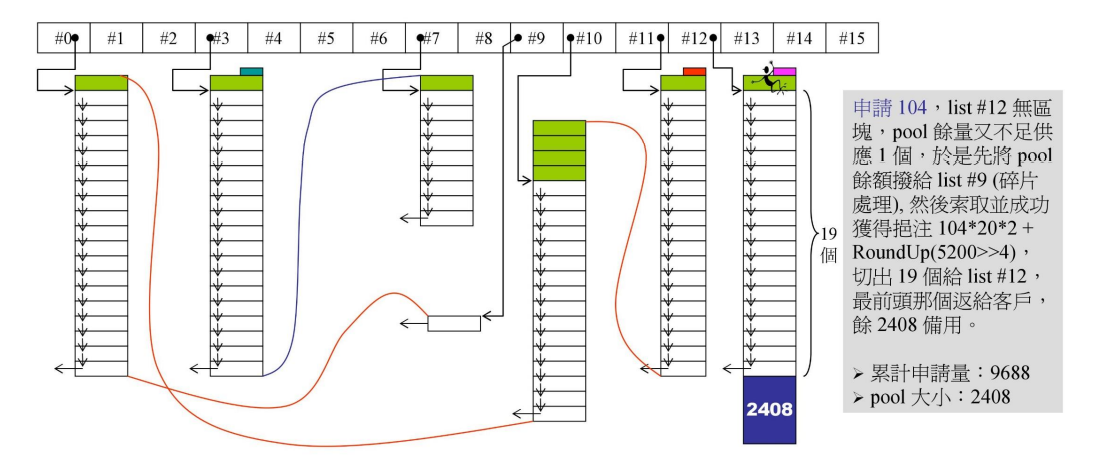 #0 #1 #2 #3 #4 #5 #6 #7 #8 #9 #10 #11 #12 #13 #14 #15
申請 104，list #12 無區
塊，pool 餘量又不足供
應 1 個，於是先將 pool
餘額撥給 list #9 (碎片
處理), 然後索取並成功
獲得挹注 104*20*2 +
RoundUp(5200>>4)，
切出 19 個給 list #12，
最前頭那個返給客戶，
餘 2408 備用。
➢ 累計申請量：9688
➢ pool 大小：2408
19
個
2408